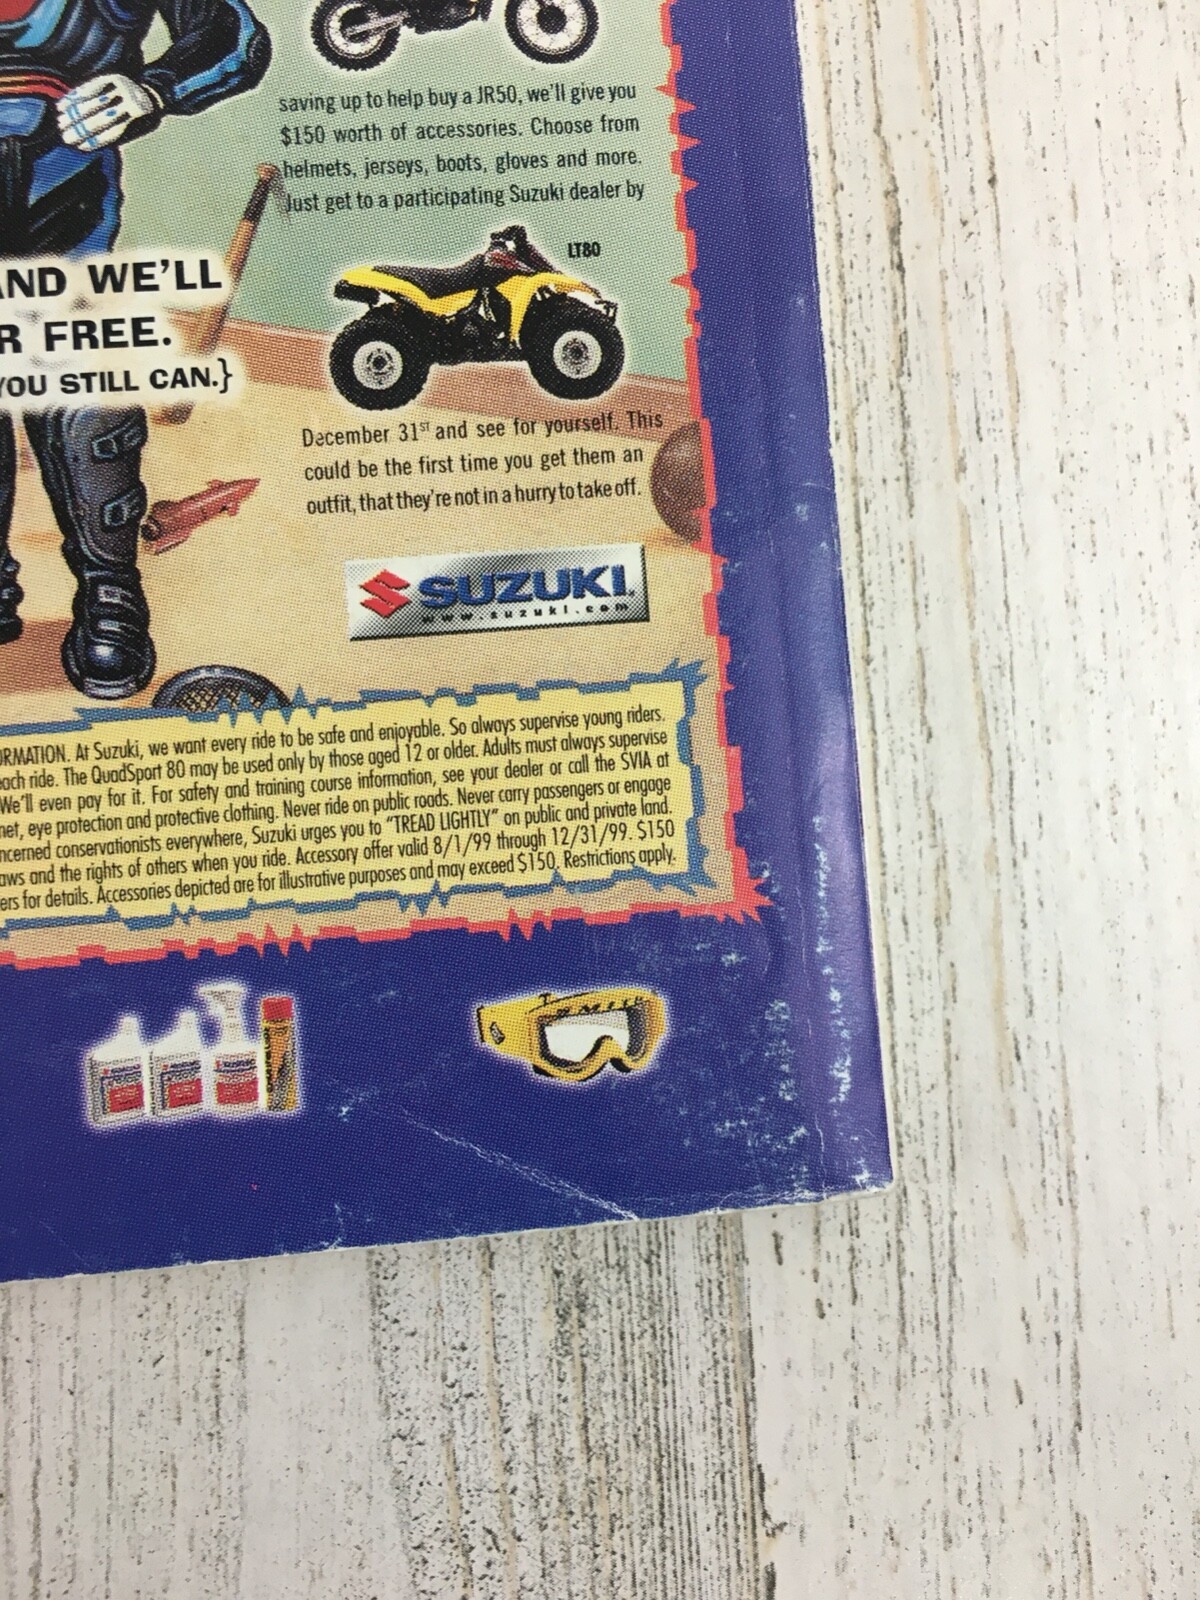 saving up to help buy a JR50, we'll give you
$150 worth of accessories. Choose from
helmets, jerseys, boots, gloves and more.
Just get to a participating Suzuki dealer by
LT80
AND WE'LL
R FREE.
YOU STILL CAN.}
December 31st and see for yourself. This
could be the first time you get them an
outfit, that they're not in a hurry to take off.
SUZUKI
www.suzuki.com
ORMATION. At Suzuki, we want every ride to be safe and enjoyable. So always supervise young riders.
each ride. The QuadSport 80 may be used only by those aged 12 or older. Adults must always supervise
We'll even pay for it. For safety and training course information, see your dealer or call the SVIA at
met, eye protection and protective clothing. Never ride on public roads. Never carry passengers or engage
ncerned conservationists everywhere, Suzuki urges you to "TREAD LIGHTLY" on public and private land.
aws and the rights of others when you ride. Accessory offer valid 8/1/99 through 12/31/99. $150
ers for details. Accessories depicted are for illustrative purposes and may exceed $150. Restrictions apply.